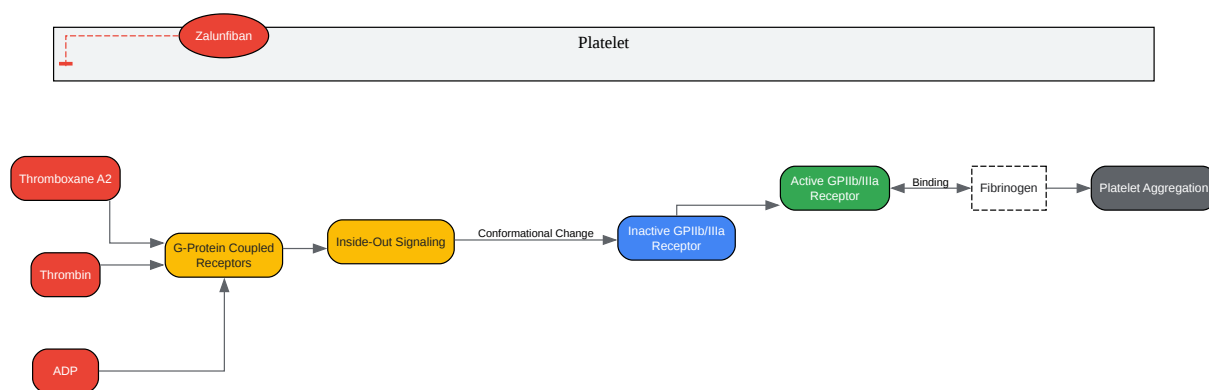 Zalunfiban
Platelet
Thromboxane A2
Thrombin
ADP
G-Protein Coupled
Receptors
Inside-Out Signaling
Conformational Change
Inactive GPIIb/IIIa
Receptor
Active GPIIb/IIIa
Receptor
Binding
Fibrinogen
Platelet Aggregation